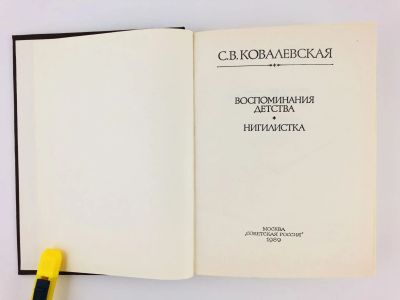 С.В. КОВАЛЕВСКАЯ
ВОСПОМИНАНИЯ
ДЕТСТВА
НИГИЛИСТКА
МОСКВА
„СОВЕТСКАЯ РОССИЯ"
1989